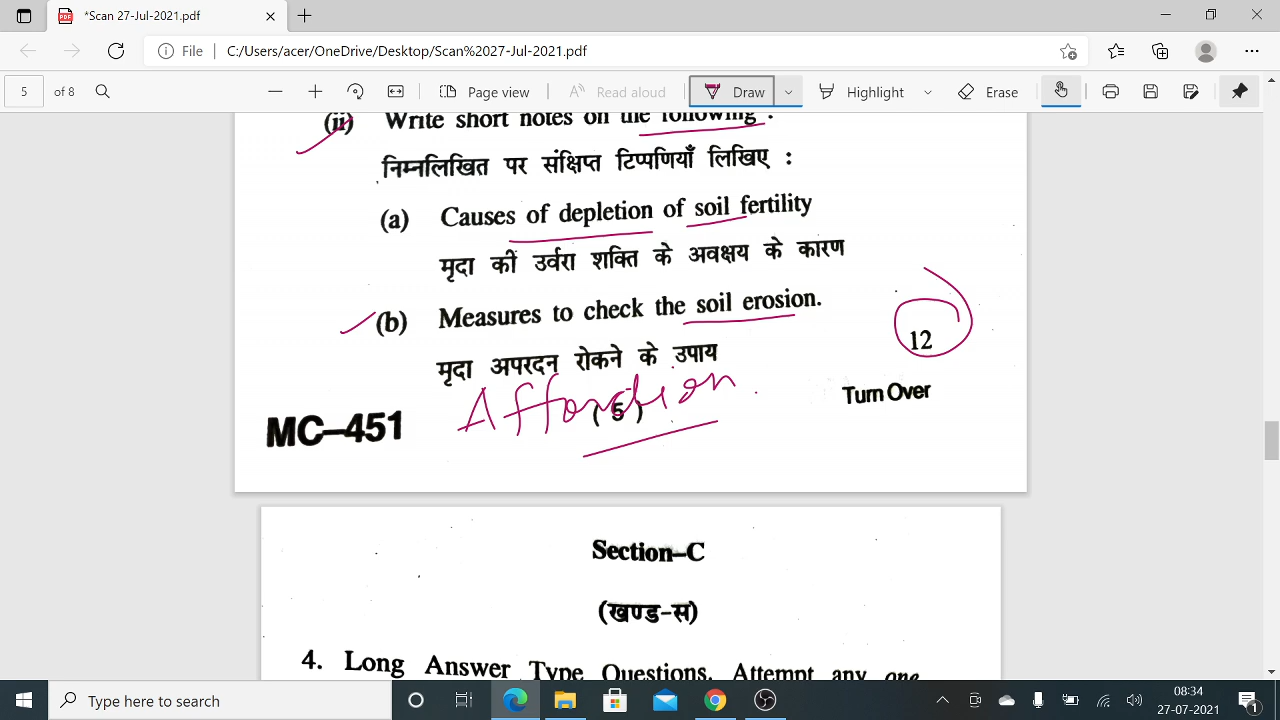 *Scan 27-Jul-2021.pdf
File C:/Users/acer/OneDrive/Desktop/Scan%2027-Jul-2021.pdf
5 of 8 Page view Read aloud Draw Highlight Erase
(ii) Write short notes on the following :
निम्नलिखित पर संक्षिप्त टिप्पणियाँ लिखिए :
(a) Causes of depletion of soil fertility
मृदा की उर्वरा शक्ति के अवक्षय के कारण
(b) Measures to check the soil erosion.
मृदा अपरदन रोकने के उपाय
12
MC–451
( 5 )
Turn Over
Section–C
(खण्ड-स)
4. Long Answer Type Questions. Attempt any one
Type here to search
08:34
27-07-2021
1